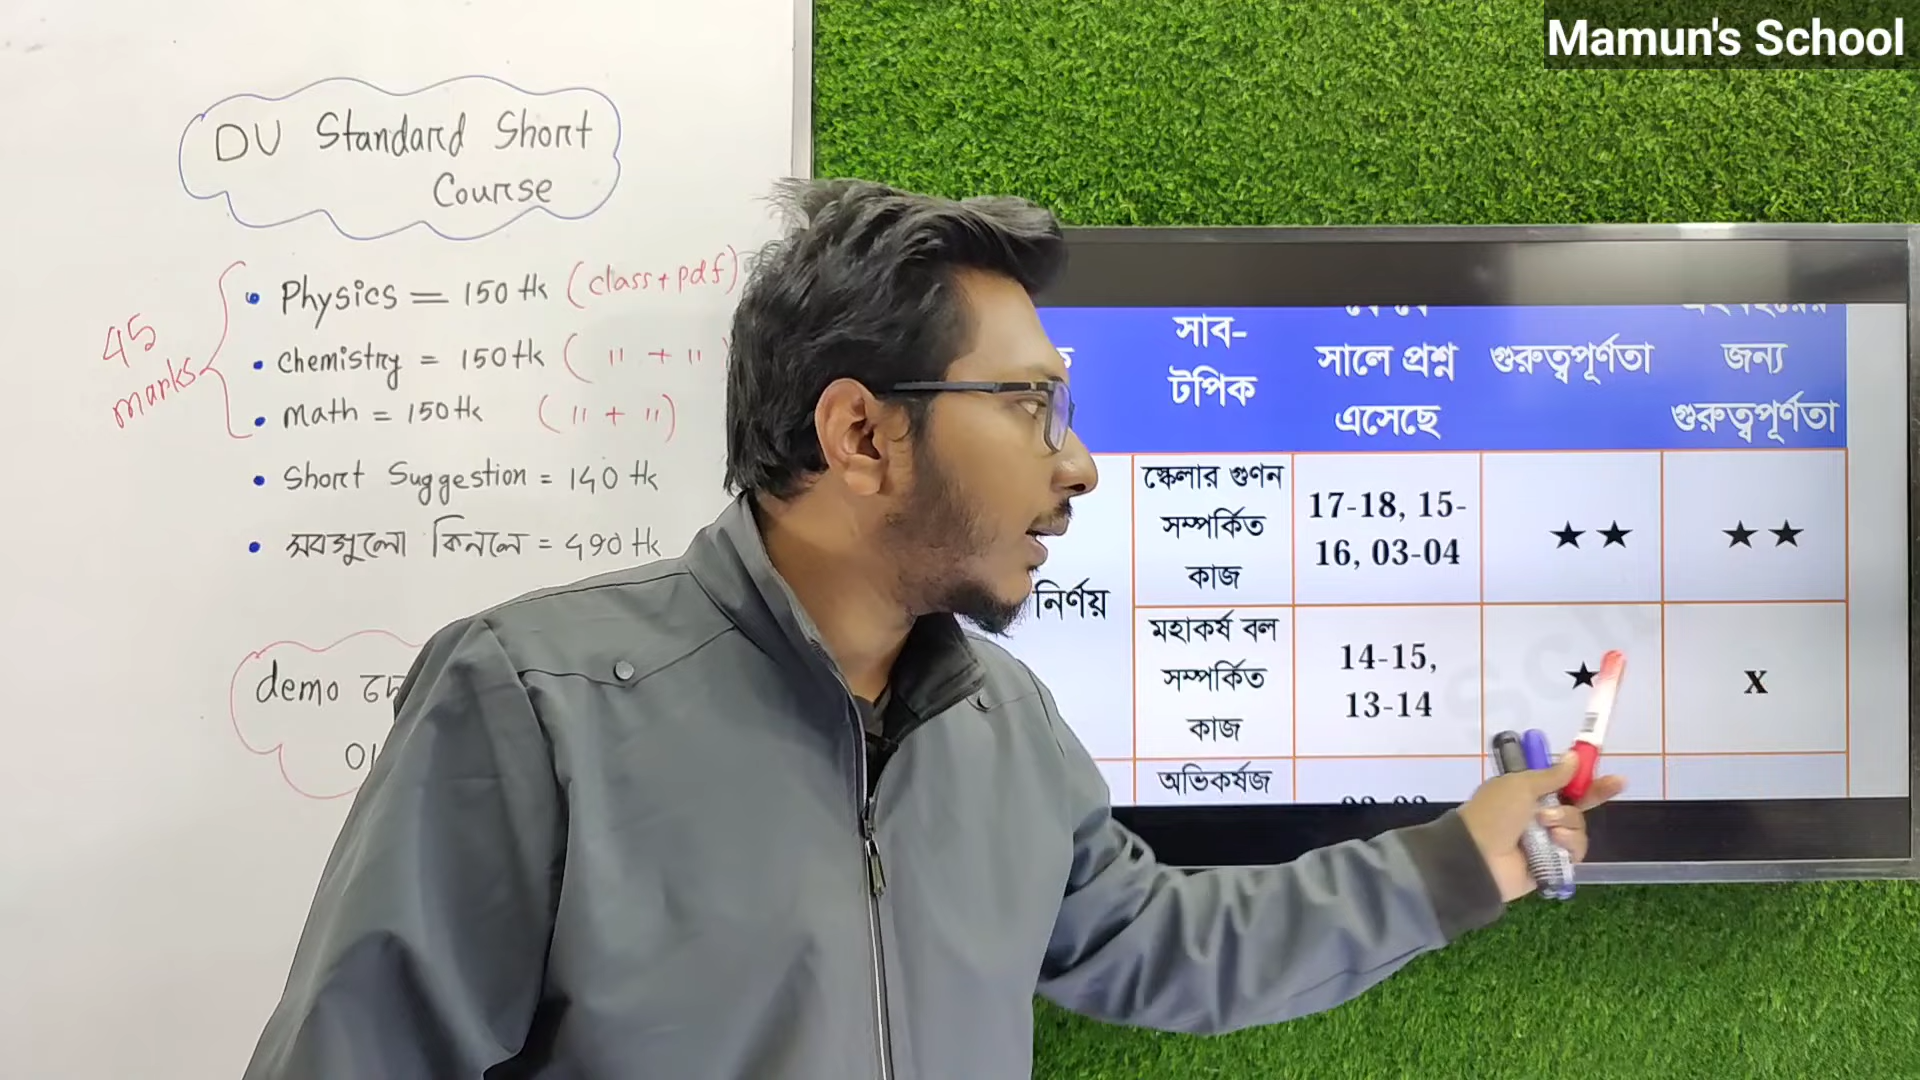 Mamun's School
DU Standard Short
Course
45
marks
• Physics = 150 tk (class + pdf)
• Chemistry = 150 tk ( " + "
• Math = 150 tk ( " + ")
• Short Suggestion = 140 tk
• সবগুলো কিনলে = 490 tk
demo
01
সাব-
টপিক
সালে প্রশ্ন
এসেছে
গুরুত্বপূর্ণতা
জন্য
গুরুত্বপূর্ণতা
নির্ণয়
স্কেলার গুণন
সম্পর্কিত
কাজ
17-18, 15-
16, 03-04
★ ★
★ ★
মহাকর্ষ বল
সম্পর্কিত
কাজ
14-15,
13-14
★
x
অভিকর্ষজ